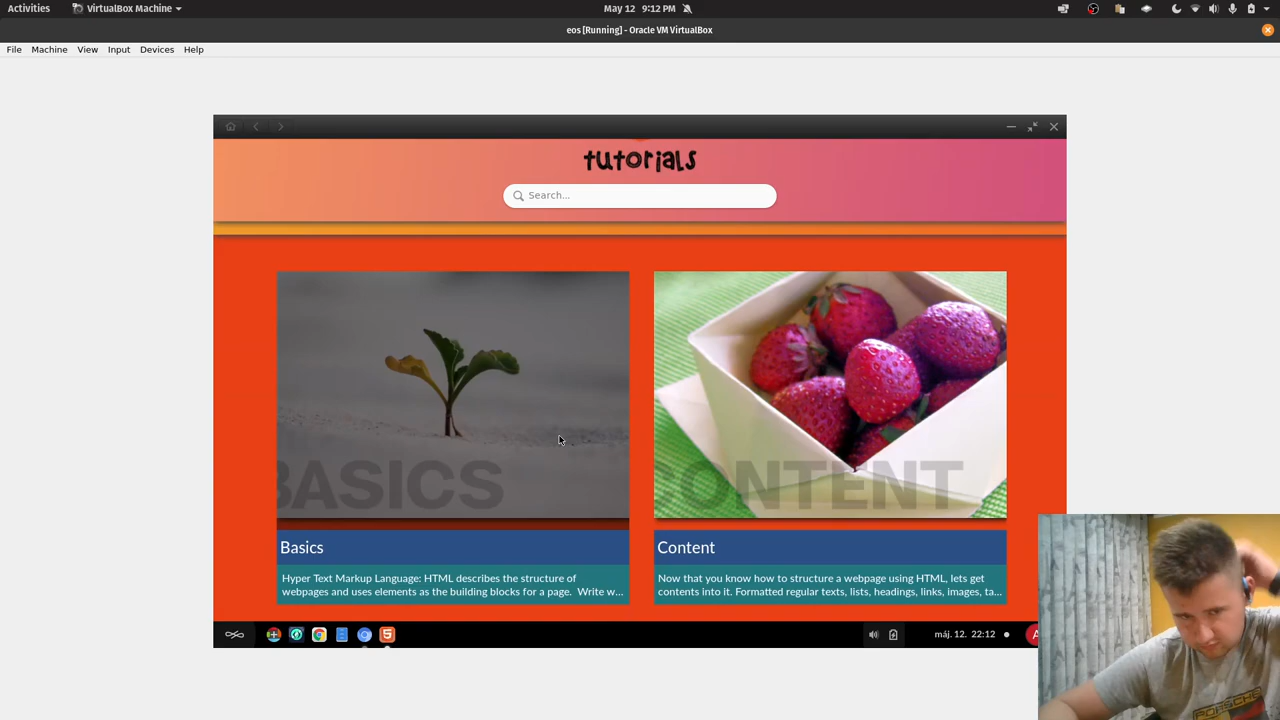 Activities
VirtualBox Machine
May 12 9:12 PM
eos [Running] - Oracle VM VirtualBox
File Machine View Input Devices Help
tutorials
Search...
BASICS
CONTENT
Basics
Content
Hyper Text Markup Language: HTML describes the structure of
webpages and uses elements as the building blocks for a page. Write w...
Now that you know how to structure a webpage using HTML, lets get
contents into it. Formatted regular texts, lists, headings, links, images, ta...
máj. 12. 22:12
PORSCHE